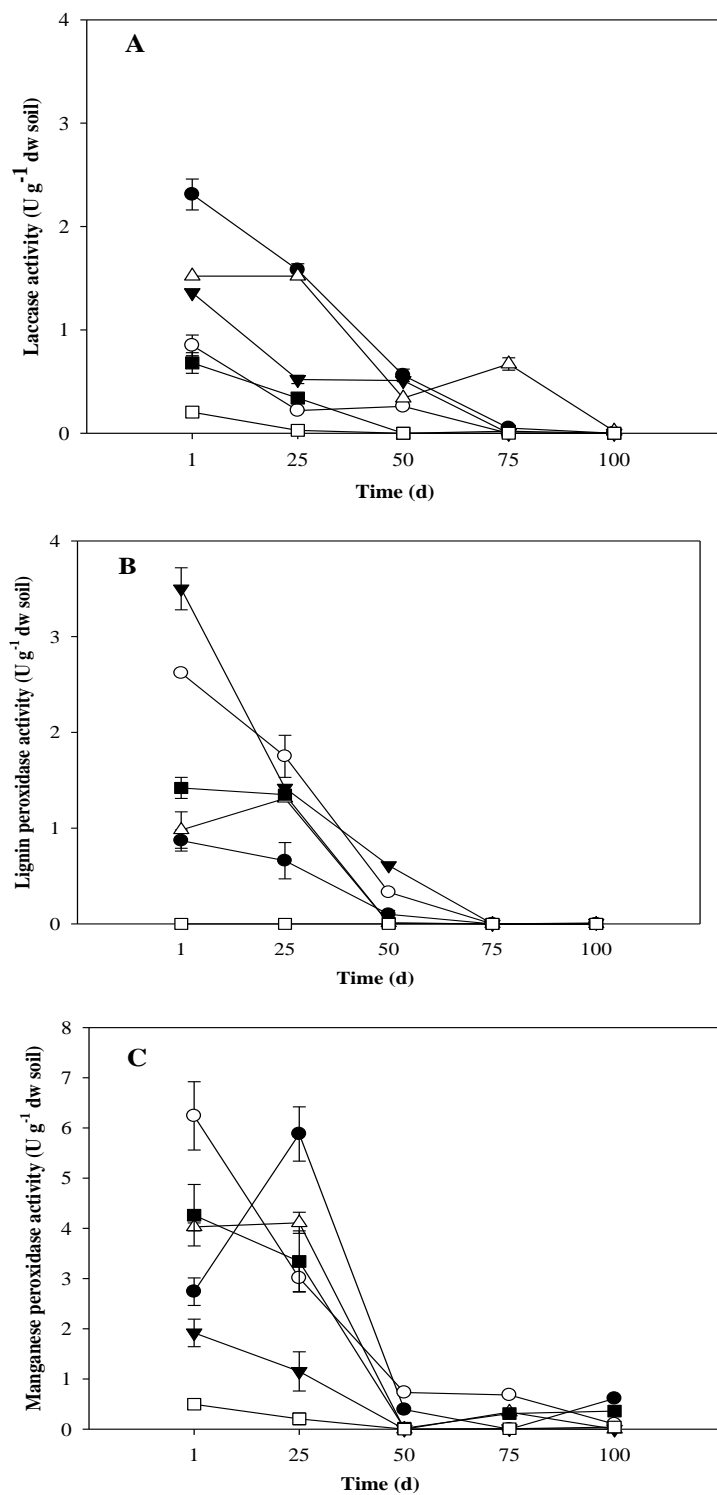 A
4
3
2
1
0
Laccase activity (U g-1 dw soil)
1 25 50 75 100
Time (d)
B
4
3
2
1
0
Lignin peroxidase activity (U g-1 dw soil)
1 25 50 75 100
Time (d)
C
8
7
6
5
4
3
2
1
0
Manganese peroxidase activity (U g-1 dw soil)
1 25 50 75 100
Time (d)